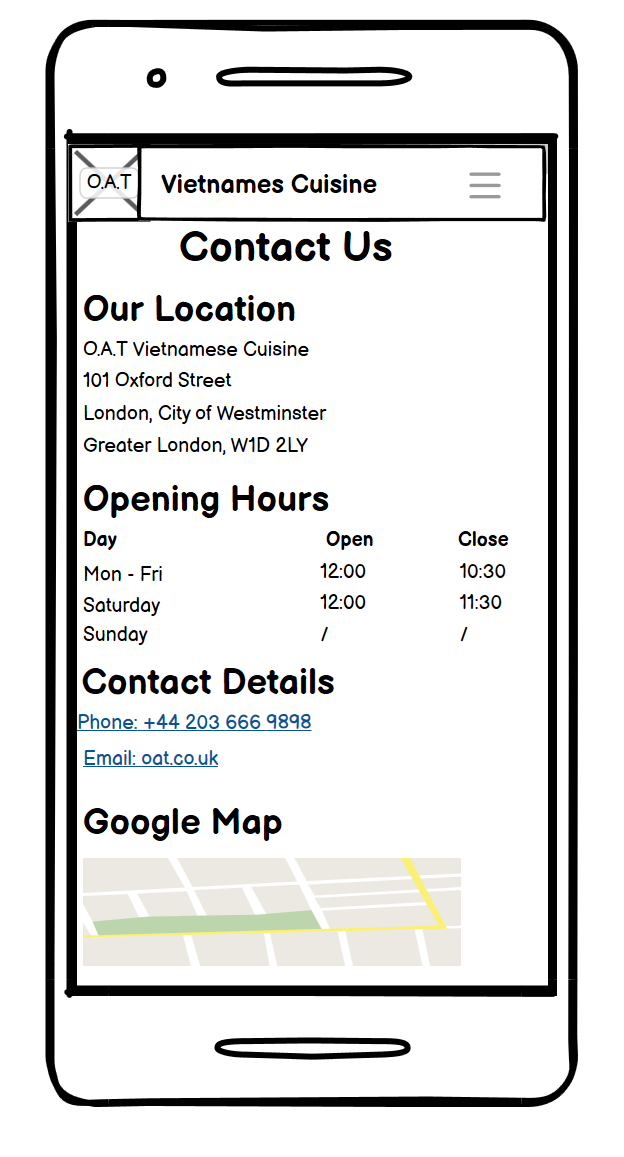 O.A.T Vietnames Cuisine
Contact Us
Our Location
O.A.T Vietnamese Cuisine
101 Oxford Street
London, City of Westminster
Greater London, W1D 2LY
Opening Hours
Day Open Close
Mon - Fri 12:00 10:30
Saturday 12:00 11:30
Sunday / /
Contact Details
Phone: +44 203 666 9898
Email: oat.co.uk
Google Map